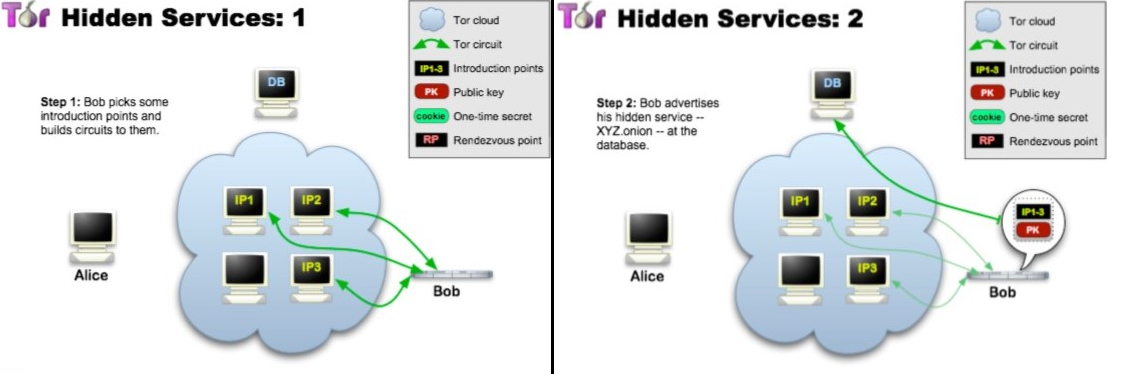 Tor Hidden Services: 1
Tor cloud
Tor circuit
IP1-3 Introduction points
PK Public key
cookie One-time secret
RP Rendezvous point
DB
Step 1: Bob picks some
introduction points and
builds circuits to them.
IP1 IP2
IP3
Alice
Bob
Tor Hidden Services: 2
Tor cloud
Tor circuit
IP1-3 Introduction points
PK Public key
cookie One-time secret
RP Rendezvous point
DB
Step 2: Bob advertises
his hidden service --
XYZ.onion -- at the
database.
IP1 IP2
IP3
IP1-3
PK
Alice
Bob